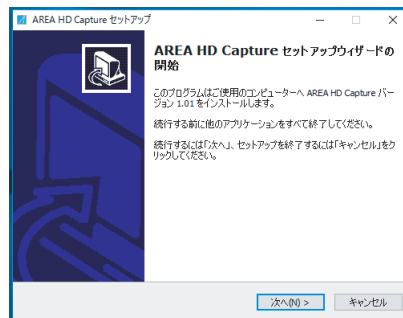 AREA HD Capture セットアップ
AREA HD Capture セットアップウィザードの
開始
このプログラムはご使用のコンピューターへ AREA HD Capture バー
ジョン 1.01 をインストールします。
続行する前に他のアプリケーションをすべて終了してください。
続行するには「次へ」、セットアップを終了するには「キャンセル」をク
リックしてください。
次へ(N) >
キャンセル